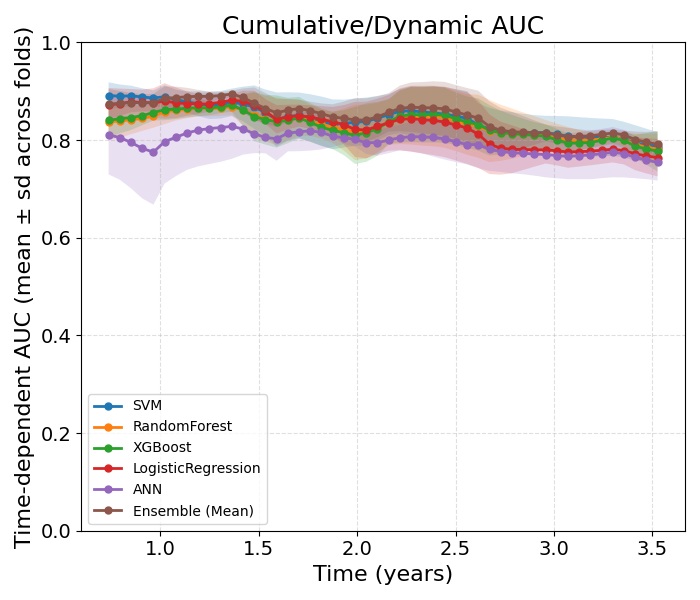 Cumulative/Dynamic AUC
Time-dependent AUC (mean ± sd across folds)
1.0
0.8
0.6
0.4
0.2
0.0
SVM
RandomForest
XGBoost
LogisticRegression
ANN
Ensemble (Mean)
1.0 1.5 2.0 2.5 3.0 3.5
Time (years)